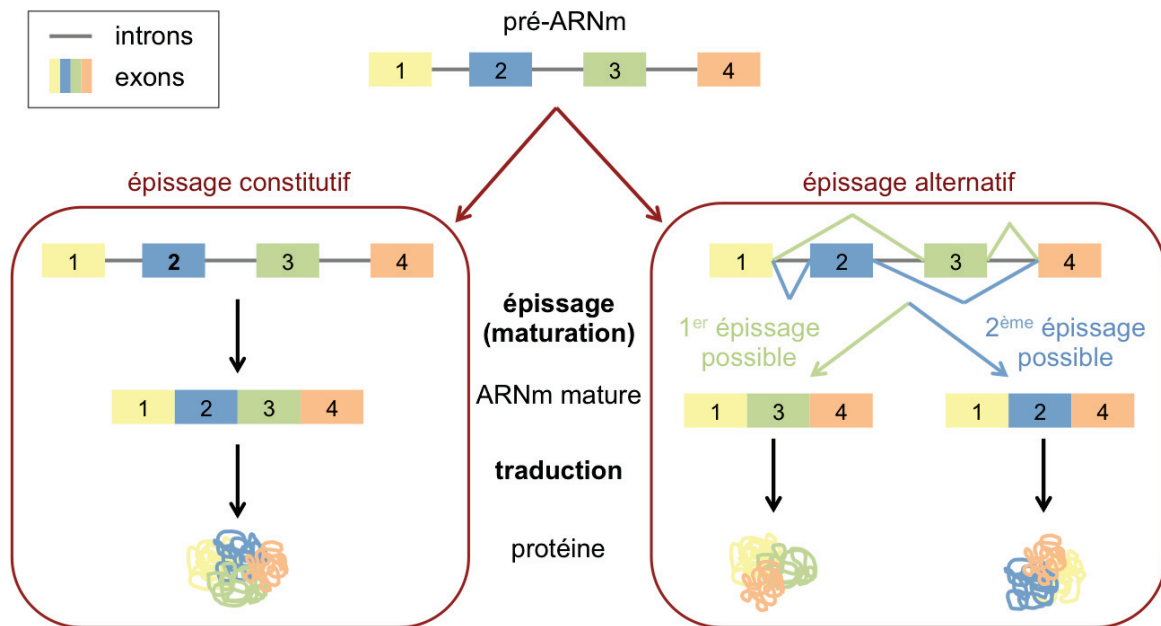 pré-ARNm
introns
exons
1 2 3 4
épissage constitutif
épissage alternatif
1 2 3 4
1 2 3 4
épissage
(maturation)
1er épissage
possible
2ème épissage
possible
ARNm mature
1 2 3 4
1 3 4
1 2 4
traduction
protéine